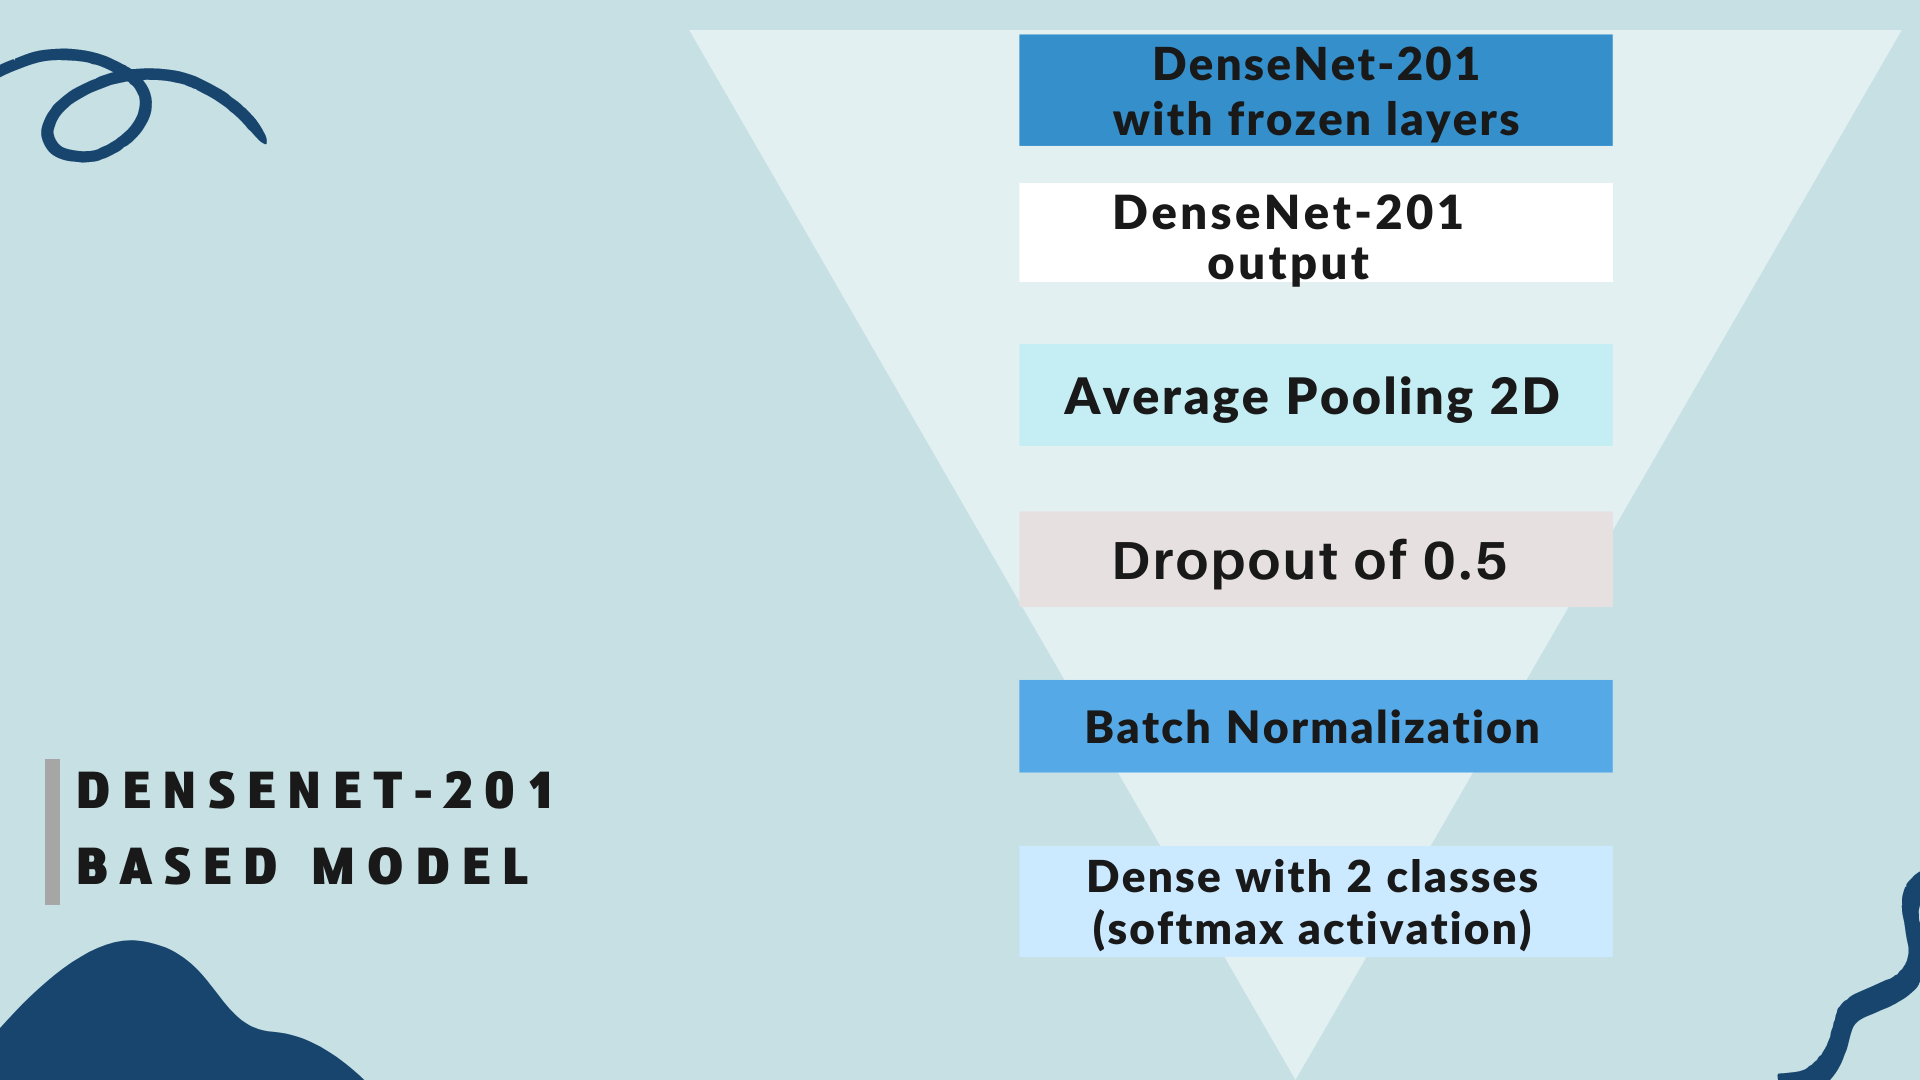 DenseNet-201
with frozen layers
DenseNet-201
output
Average Pooling 2D
Dropout of 0.5
Batch Normalization
Dense with 2 classes
(softmax activation)
DENSENET-201
BASED MODEL